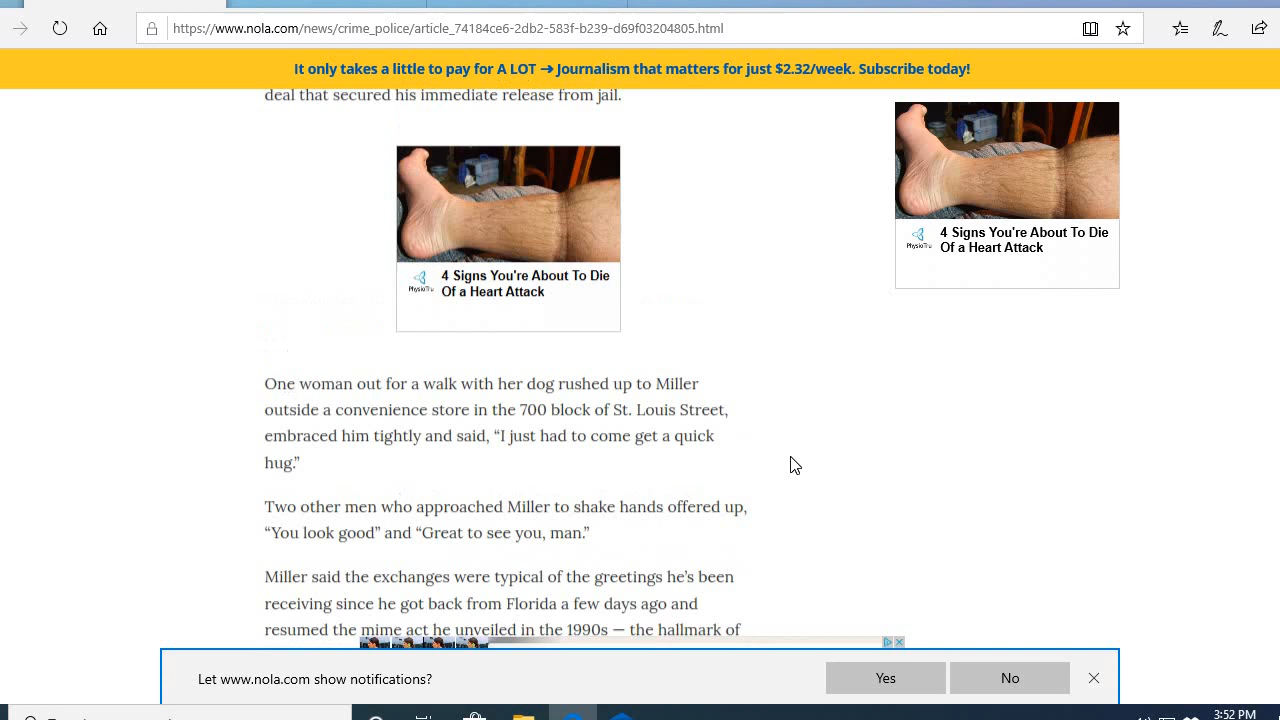 https://www.nola.com/news/crime_police/article_74184ce6-2db2-583f-b239-d69f03204805.html
It only takes a little to pay for A LOT ➜ Journalism that matters for just $2.32/week. Subscribe today!
deal that secured his immediate release from jail.
PhysioTru
4 Signes You're About To Die
Of a Heart Attack
PhysioTru
4 Signs You're About To Die
Of a Heart Attack
One woman out for a walk with her dog rushed up to Miller
outside a convenience store in the 700 block of St. Louis Street,
embraced him tightly and said, “I just had to come get a quick
hug.”
Two other men who approached Miller to shake hands offered up,
“You look good” and “Great to see you, man.”
Miller said the exchanges were typical of the greetings he’s been
receiving since he got back from Florida a few days ago and
resumed the mime act he unveiled in the 1990s — the hallmark of
Let www.nola.com show notifications?
Yes
No
3:52 PM